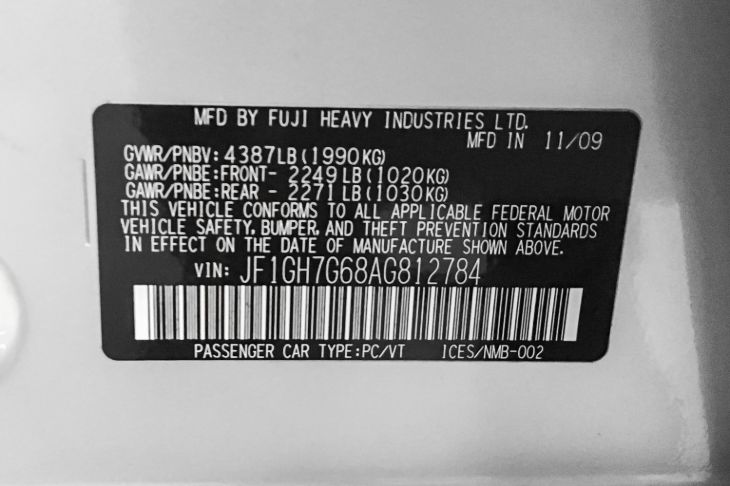 MFD BY FUJI HEAVY INDUSTRIES LTD.
MFD IN 11/09
GVWR/PNBV: 4387LB(1990KG)
GAWR/PNBE:FRONT- 2249LB(1020KG)
GAWR/PNBE:REAR - 2271LB(1030KG)
THIS VEHICLE CONFORMS TO ALL APPLICABLE FEDERAL MOTOR
VEHICLE SAFETY, BUMPER, AND THEFT PREVENTION STANDARDS
IN EFFECT ON THE DATE OF MANUFACTURE SHOWN ABOVE.
VIN: JF1GH7G68AG812784
PASSENGER CAR TYPE:PC/VT ICES/NMB-002